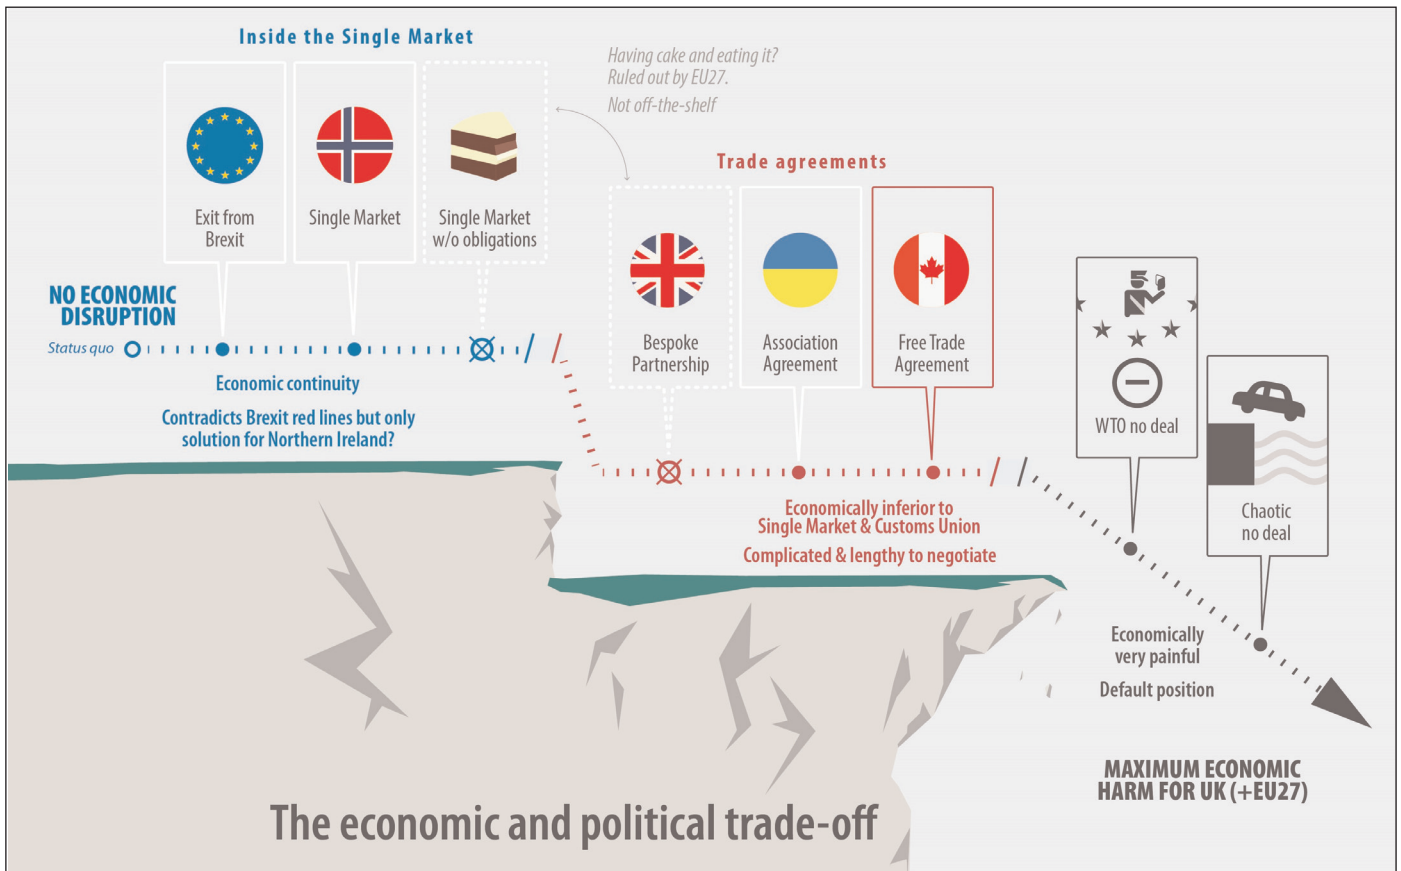 Inside the Single Market
Having cake and eating it?
Ruled out by EU27.
Not off-the-shelf
Exit from
Brexit
Single Market
Single Market
w/o obligations
Trade agreements
Bespoke
Partnership
Association
Agreement
Free Trade
Agreement
WTO no deal
Chaotic
no deal
NO ECONOMIC
DISRUPTION
Status quo
Economic continuity
Contradicts Brexit red lines but only
solution for Northern Ireland?
Economically inferior to
Single Market & Customs Union
Complicated & lengthy to negotiate
Economically
very painful
Default position
MAXIMUM ECONOMIC
HARM FOR UK (+EU27)
The economic and political trade-off